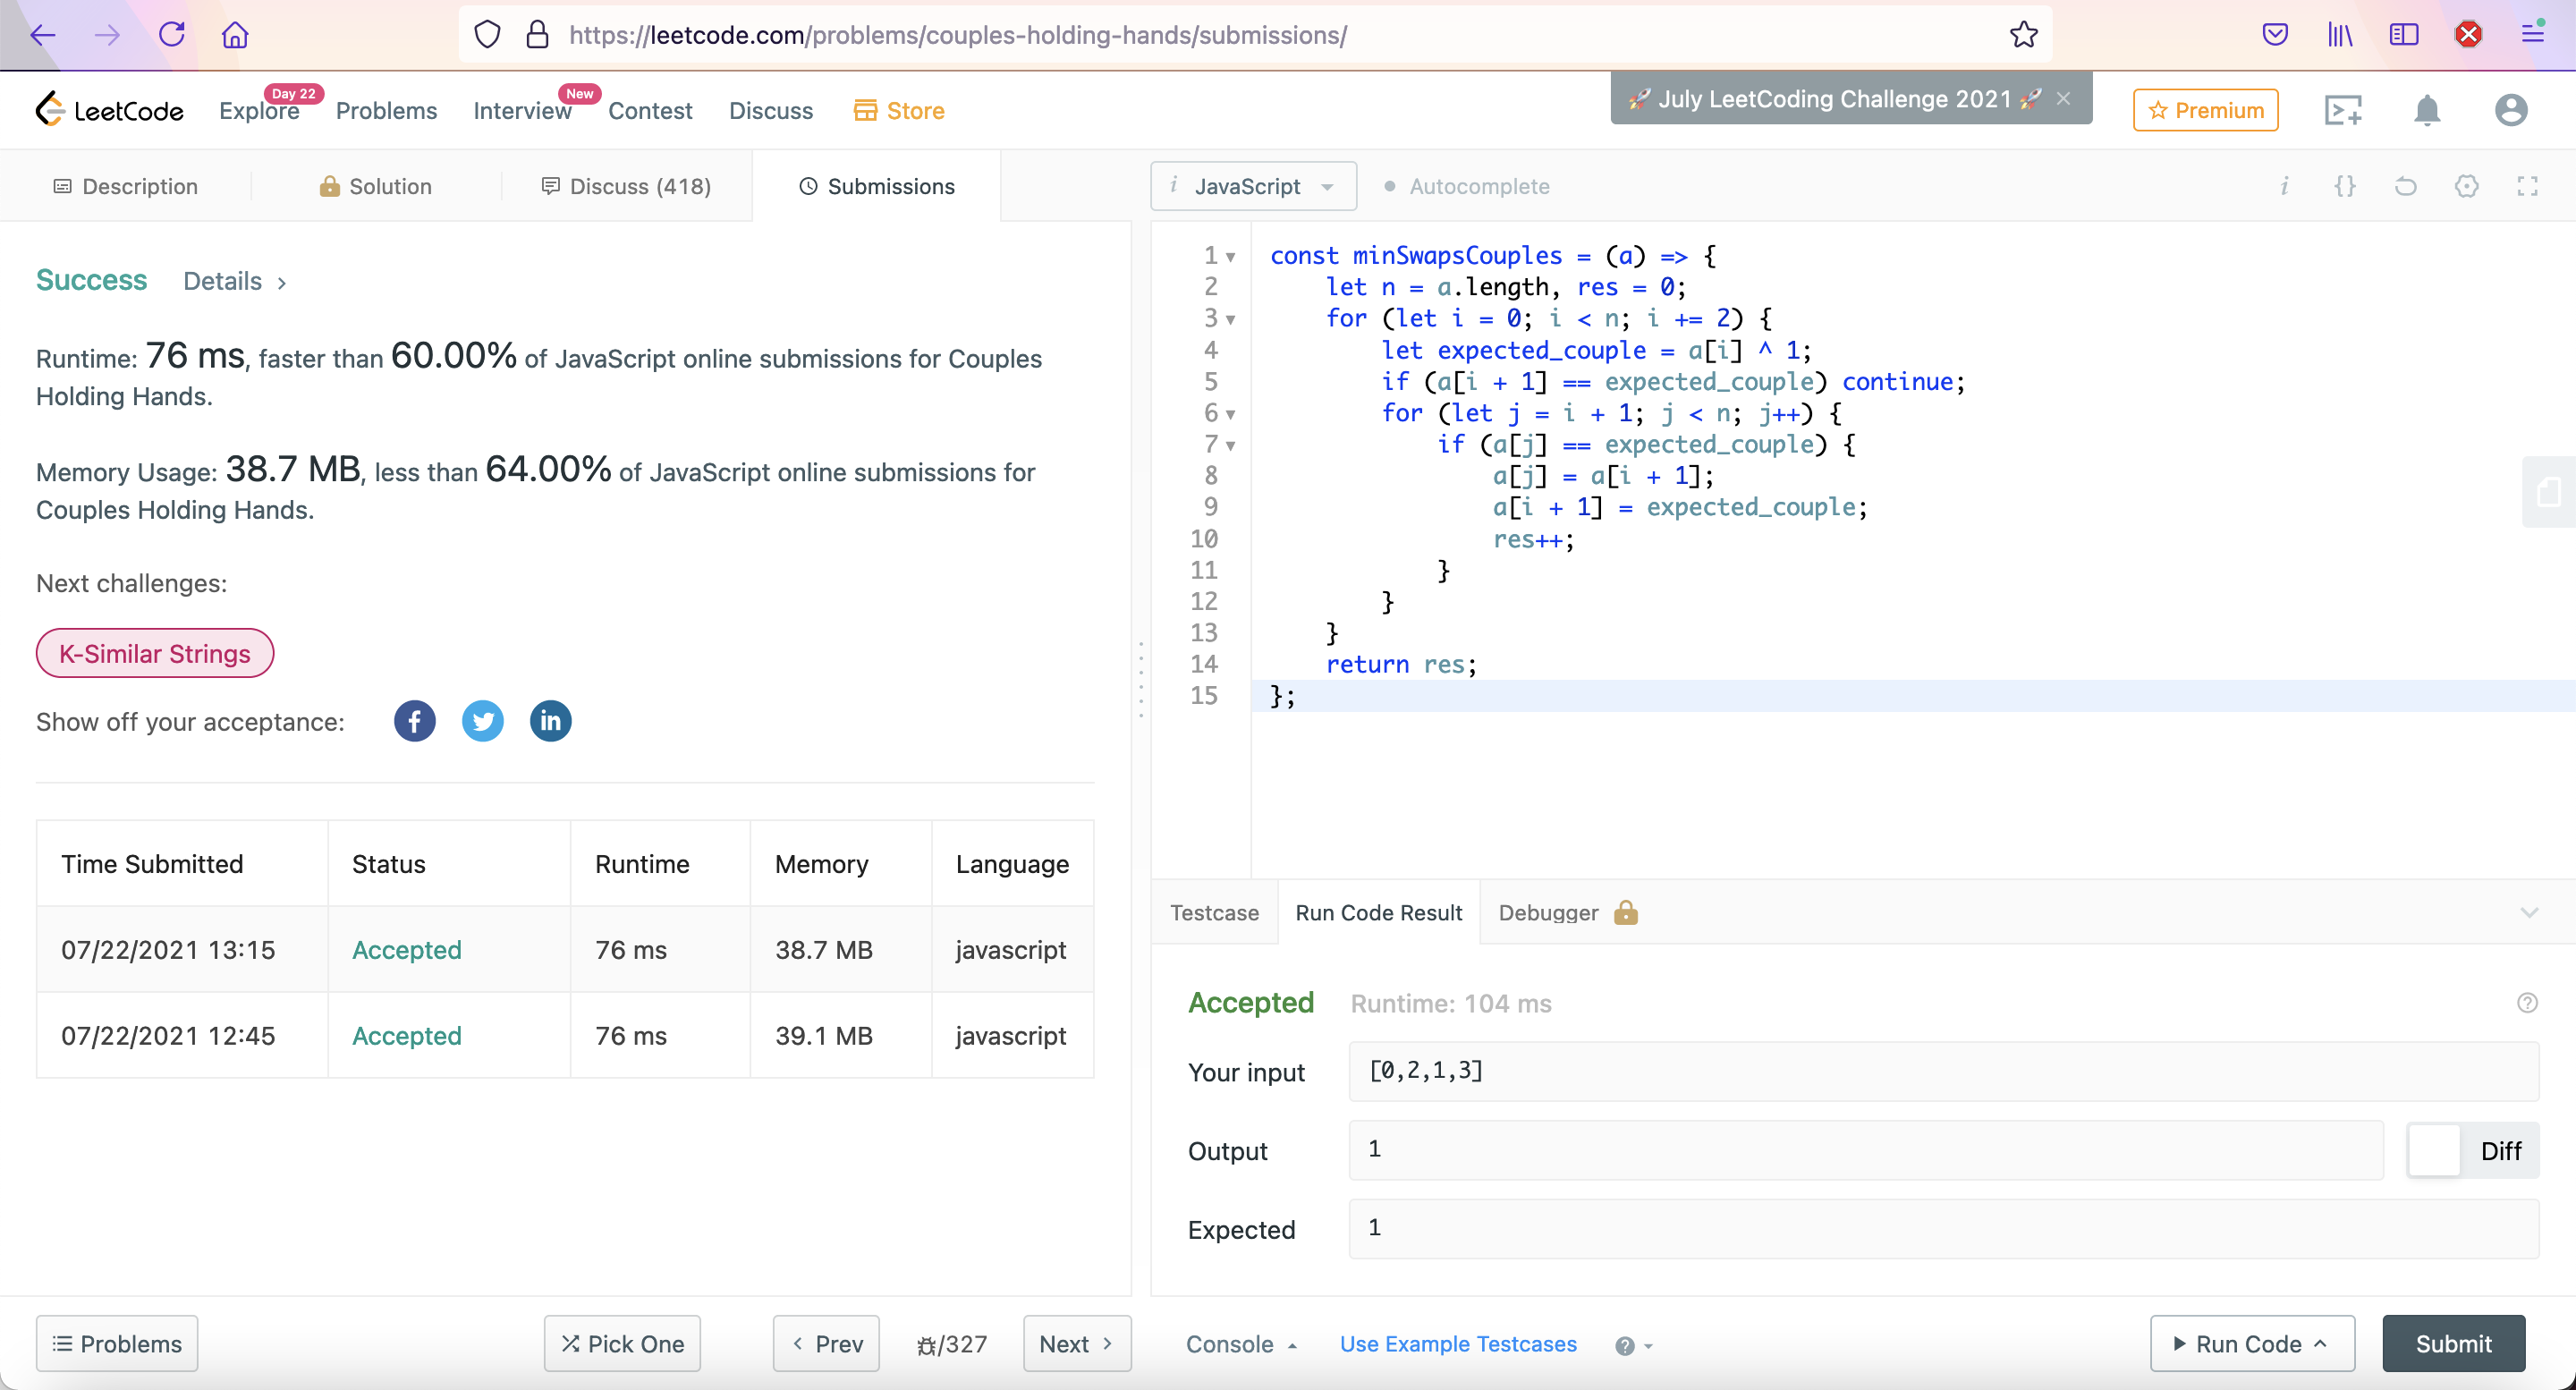 https://leetcode.com/problems/couples-holding-hands/submissions/
LeetCode
Explore
Day 22
Problems
Interview
New
Contest
Discuss
Store
🚀 July LeetCoding Challenge 2021 🚀 ×
Premium
Description
Solution
Discuss (418)
Submissions
i JavaScript
Autocomplete
i {}
Success Details ›
Runtime: 76 ms, faster than 60.00% of JavaScript online submissions for Couples
Holding Hands.
Memory Usage: 38.7 MB, less than 64.00% of JavaScript online submissions for
Couples Holding Hands.
Next challenges:
K-Similar Strings
Show off your acceptance:
f
in
Time Submitted Status Runtime Memory Language
07/22/2021 13:15 Accepted 76 ms 38.7 MB javascript
07/22/2021 12:45 Accepted 76 ms 39.1 MB javascript
1 const minSwapsCouples = (a) => {
2     let n = a.length, res = 0;
3     for (let i = 0; i < n; i += 2) {
4         let expected_couple = a[i] ^ 1;
5         if (a[i + 1] == expected_couple) continue;
6         for (let j = i + 1; j < n; j++) {
7             if (a[j] == expected_couple) {
8                 a[j] = a[i + 1];
9                 a[i + 1] = expected_couple;
10                 res++;
11             }
12         }
13     }
14     return res;
15 };
Testcase
Run Code Result
Debugger
Accepted Runtime: 104 ms
?
Your input
[0,2,1,3]
Output
1
Diff
Expected
1
Problems
Pick One
‹ Prev
/327
Next ›
Console
Use Example Testcases
?
Run Code
Submit